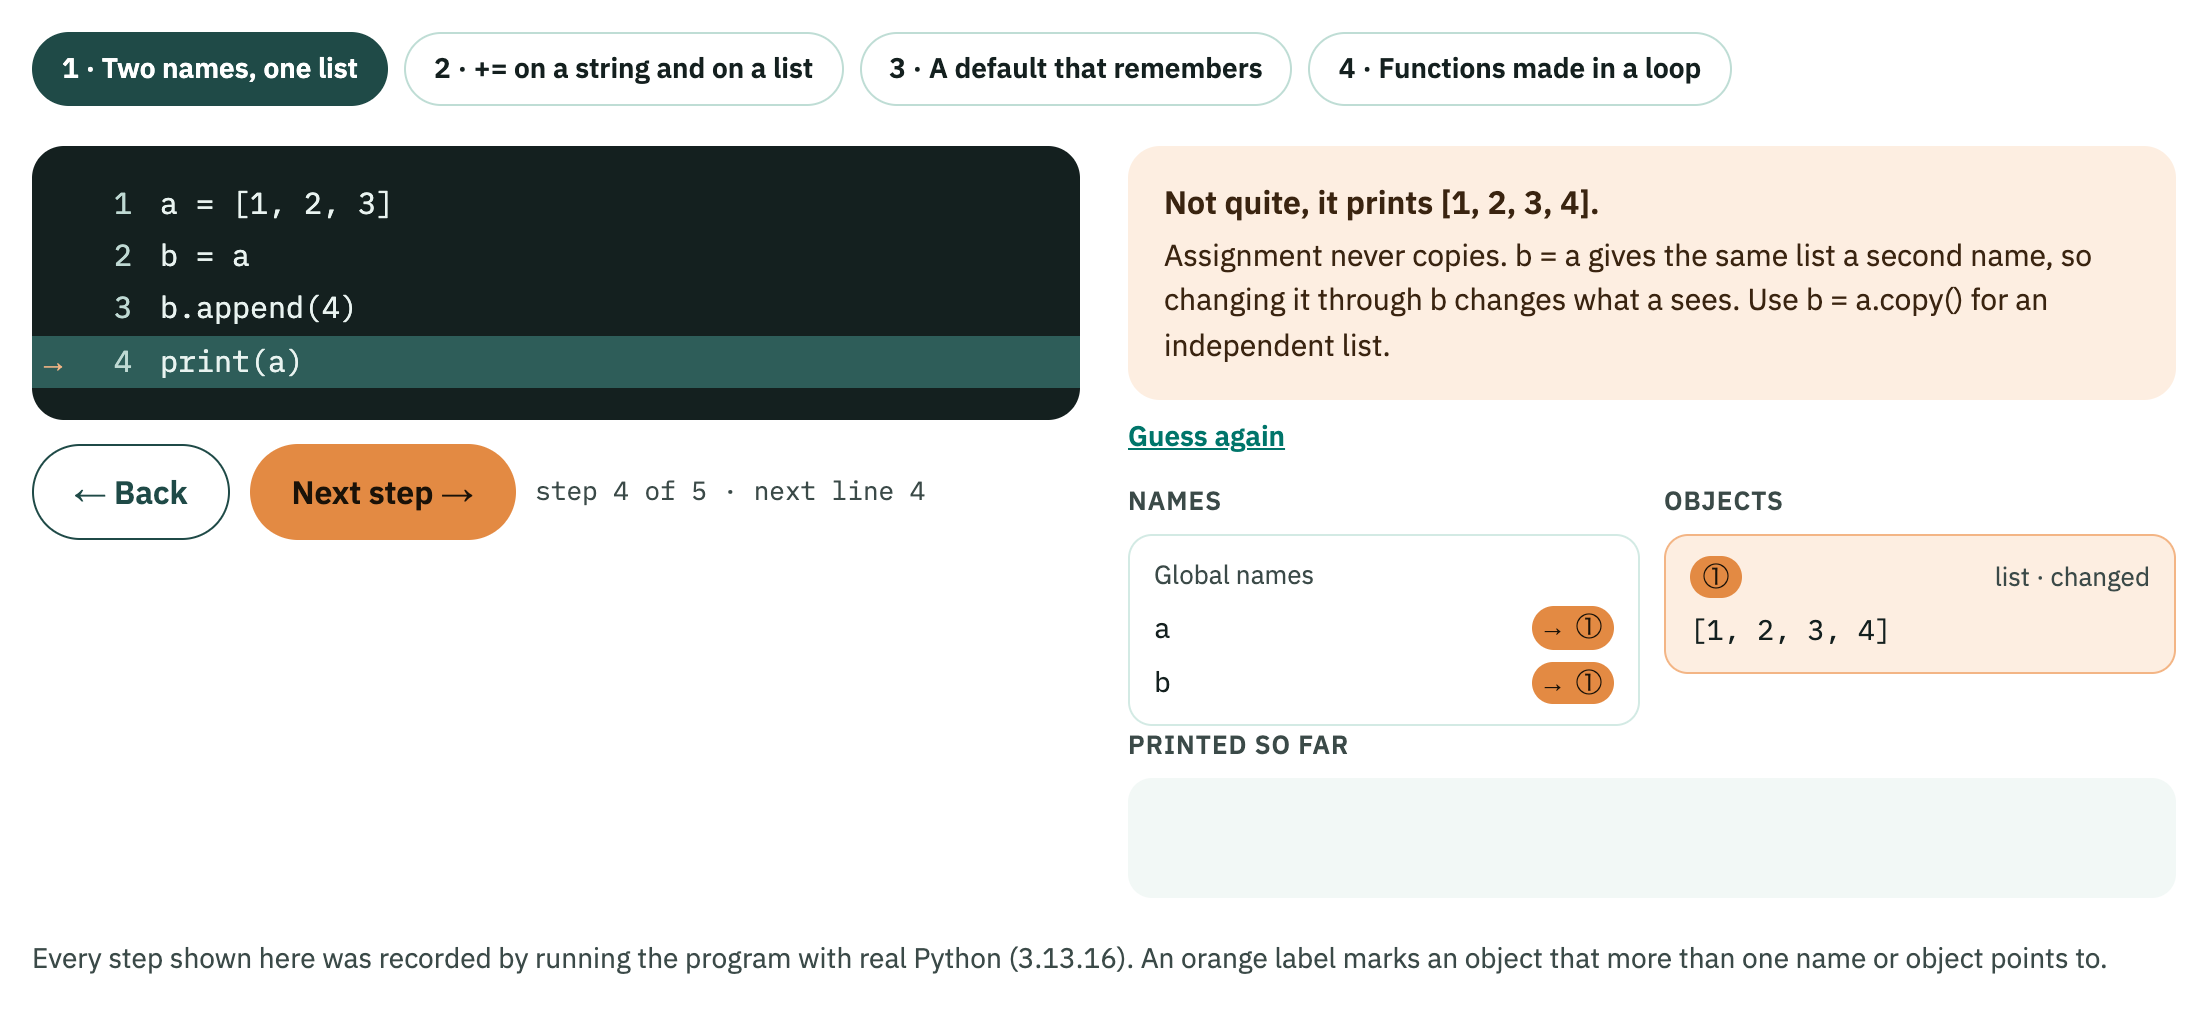 1 · Two names, one list
2 · += on a string and on a list
3 · A default that remembers
4 · Functions made in a loop
1 a = [1, 2, 3]
2 b = a
3 b.append(4)
→ 4 print(a)
← Back
Next step →
step 4 of 5 · next line 4
Not quite, it prints [1, 2, 3, 4].
Assignment never copies. b = a gives the same list a second name, so
changing it through b changes what a sees. Use b = a.copy() for an
independent list.
Guess again
NAMES
Global names
a → ①
b → ①
OBJECTS
① list · changed
[1, 2, 3, 4]
PRINTED SO FAR
Every step shown here was recorded by running the program with real Python (3.13.16). An orange label marks an object that more than one name or object points to.